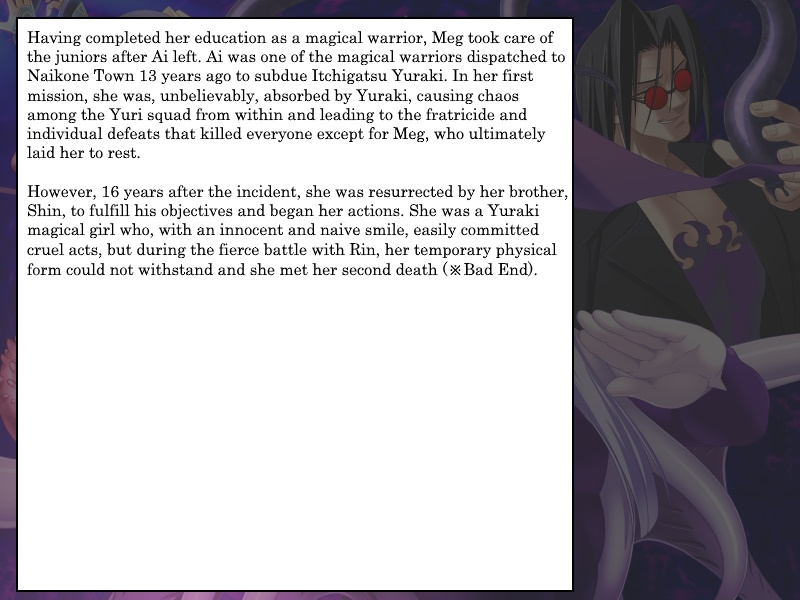 Having completed her education as a magical warrior, Meg took care of
the juniors after Ai left. Ai was one of the magical warriors dispatched to
Naikone Town 13 years ago to subdue Itchigatsu Yuraki. In her first
mission, she was, unbelievably, absorbed by Yuraki, causing chaos
among the Yuri squad from within and leading to the fratricide and
individual defeats that killed everyone except for Meg, who ultimately
laid her to rest.
However, 16 years after the incident, she was resurrected by her brother,
Shin, to fulfill his objectives and began her actions. She was a Yuraki
magical girl who, with an innocent and naive smile, easily committed
cruel acts, but during the fierce battle with Rin, her temporary physical
form could not withstand and she met her second death (※Bad End).